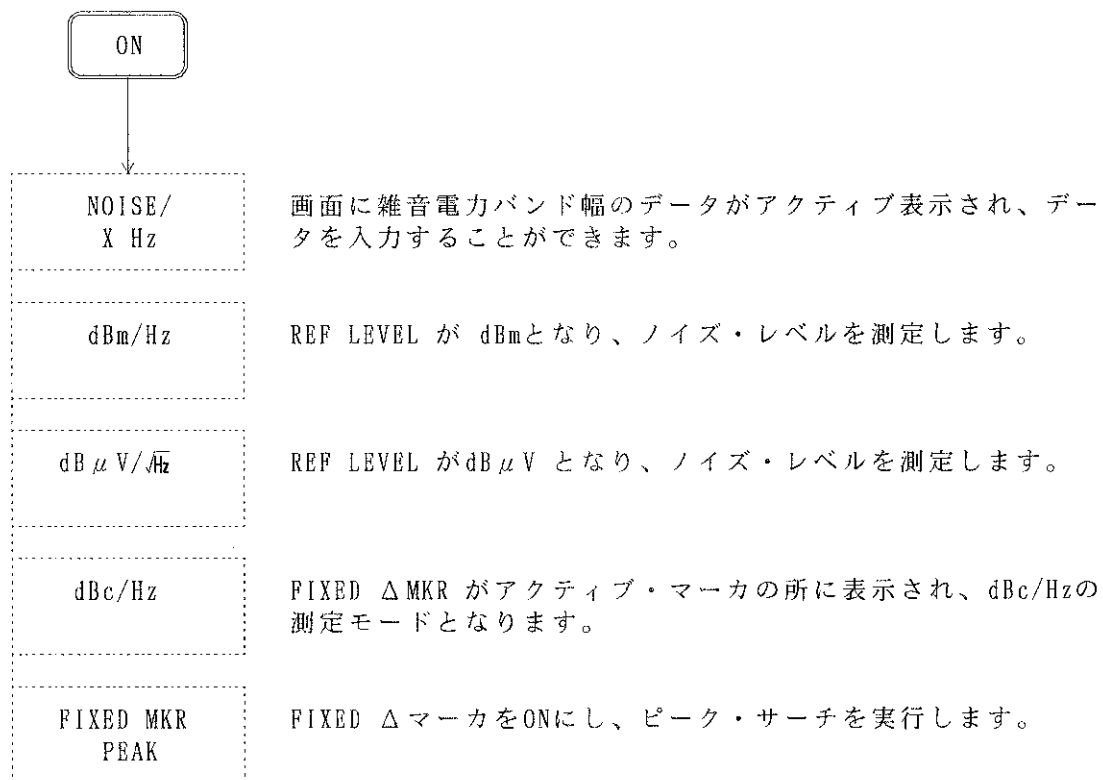 ON
NOISE/
X Hz
画面に雑音電力バンド幅のデータがアクティブ表示され、デー
タを入力することができます。
dBm/Hz
REF LEVEL が dBmとなり、ノイズ・レベルを測定します。
dBμV/√Hz
REF LEVEL がdBμV となり、ノイズ・レベルを測定します。
dBc/Hz
FIXED ΔMKR がアクティブ・マーカの所に表示され、dBc/Hzの
測定モードとなります。
FIXED MKR
PEAK
FIXED Δマーカ をONにし、ピーク・サーチを実行します。